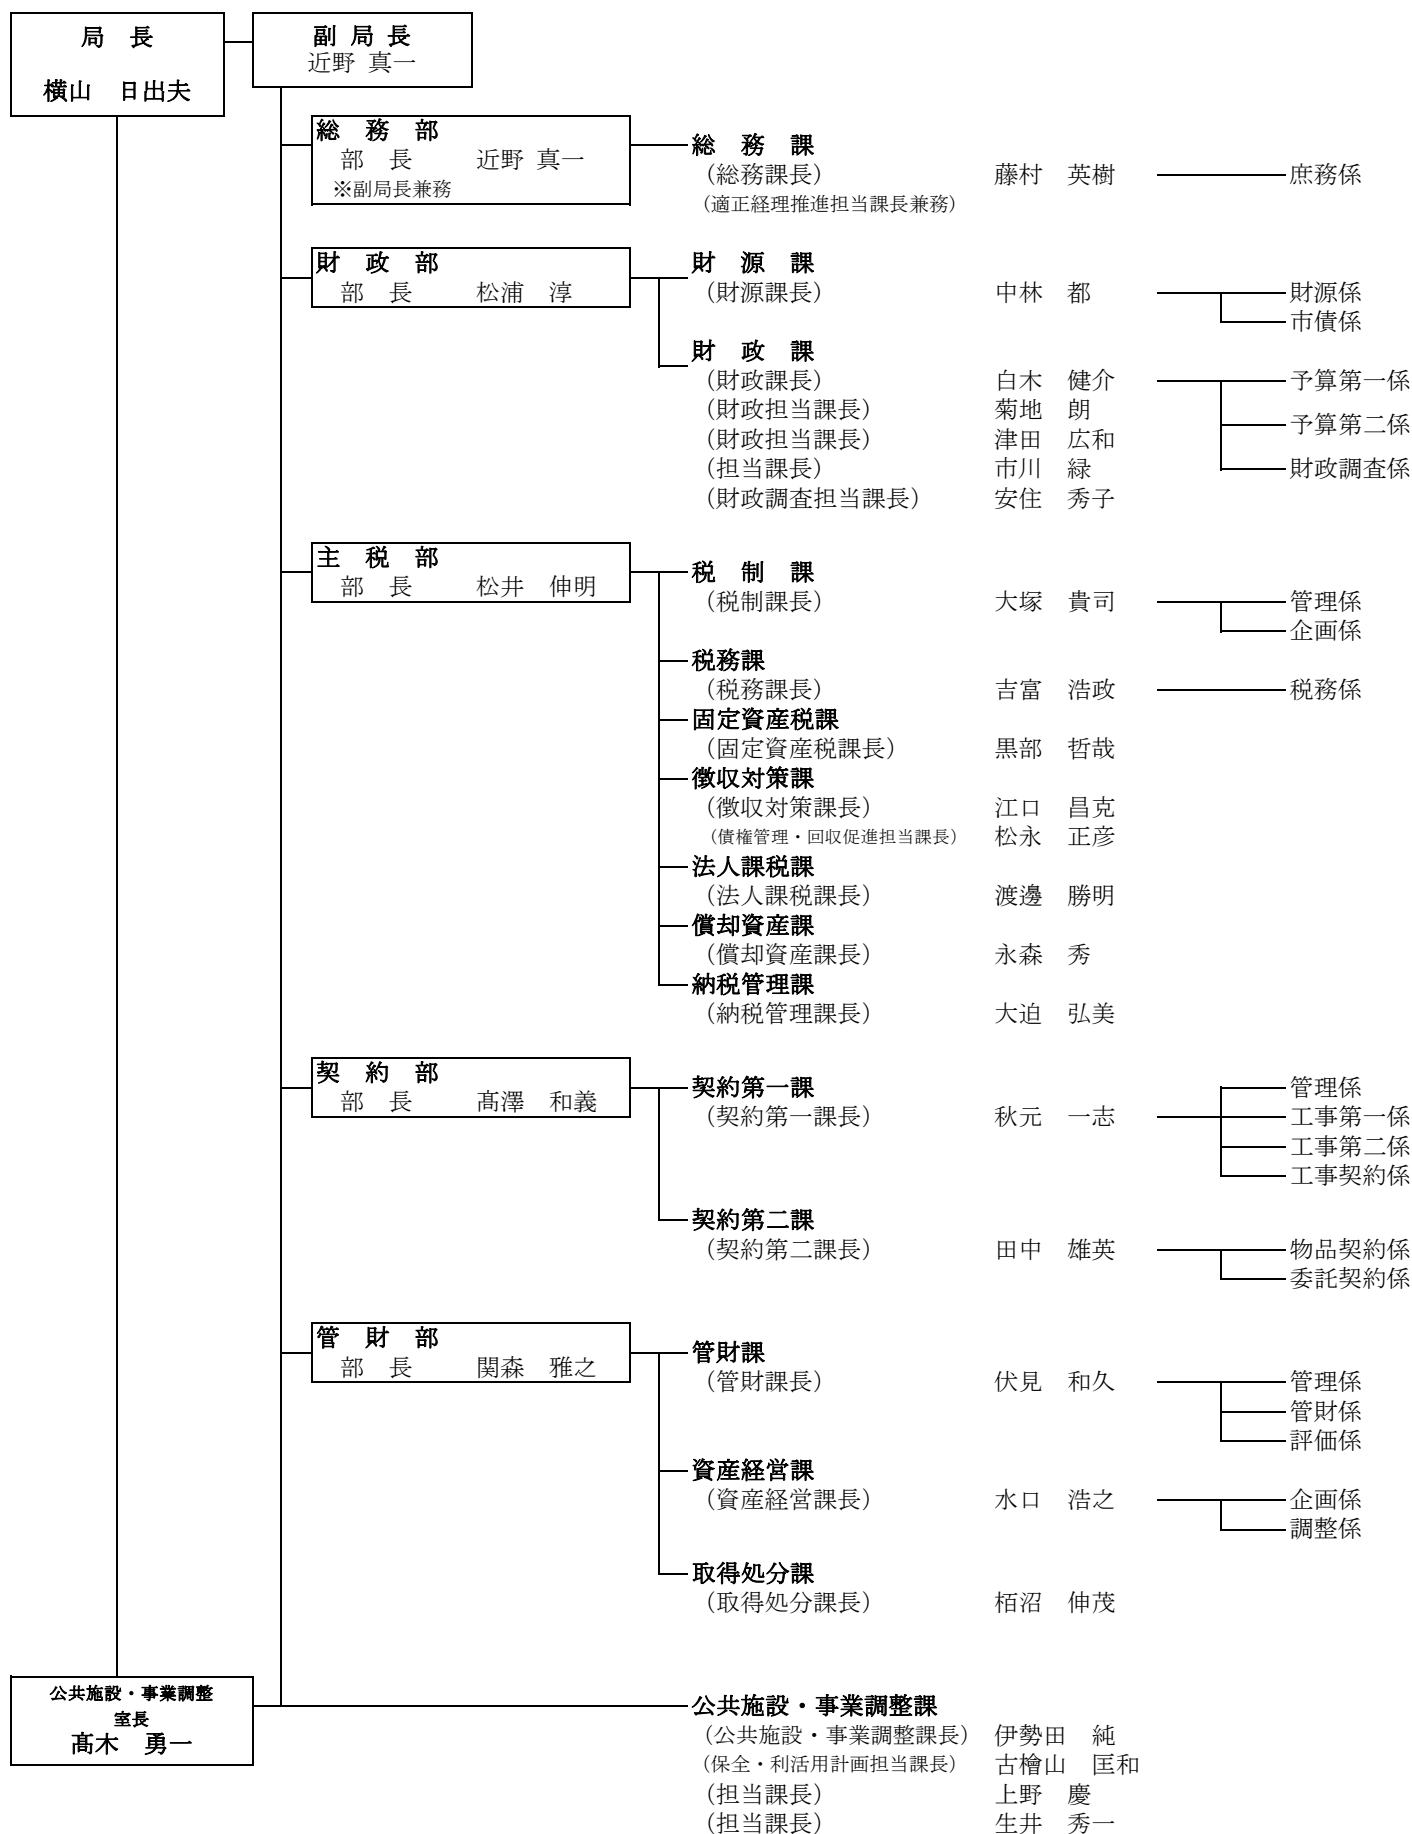 局　長
横山　日出夫
副 局 長
近野 真一
総　務　部
部　長　近野 真一
※副局長兼務
総　務　課
（総務課長）　藤村　英樹　庶務係
（適正経理推進担当課長兼務）
財　政　部
部　長　松浦　淳
財　源　課
（財源課長）　中林　都　財源係
市債係
財　政　課
（財政課長）　白木　健介　予算第一係
（財政担当課長）　菊地　朗
予算第二係
（財政担当課長）　津田　広和
（担当課長）　市川　緑　財政調査係
（財政調査担当課長）　安住　秀子
主　税　部
部　長　松井　伸明
税　制　課
（税制課長）　大塚　貴司　管理係
企画係
税務課
（税務課長）　吉富　浩政　税務係
固定資産税課
（固定資産税課長）　黒部　哲哉
徴収対策課
（徴収対策課長）　江口　昌克
（債権管理・回収促進担当課長）　松永　正彦
法人課税課
（法人課税課長）　渡邊　勝明
償却資産課
（償却資産課長）　永森　秀
納税管理課
（納税管理課長）　大迫　弘美
契　約　部
部　長　髙澤　和義
契約第一課　管理係
（契約第一課長）　秋元　一志　工事第一係
工事第二係
工事契約係
契約第二課
（契約第二課長）　田中　雄英　物品契約係
委託契約係
管　財　部
部　長　関森　雅之
管財課
（管財課長）　伏見　和久　管理係
管財係
評価係
資産経営課
（資産経営課長）　水口　浩之　企画係
調整係
取得処分課
（取得処分課長）　栢沼　伸茂
公共施設・事業調整
室長
髙木　勇一
公共施設・事業調整課
（公共施設・事業調整課長）　伊勢田　純
（保全・利活用計画担当課長）　古檜山　匡和
（担当課長）　上野　慶
（担当課長）　生井　秀一